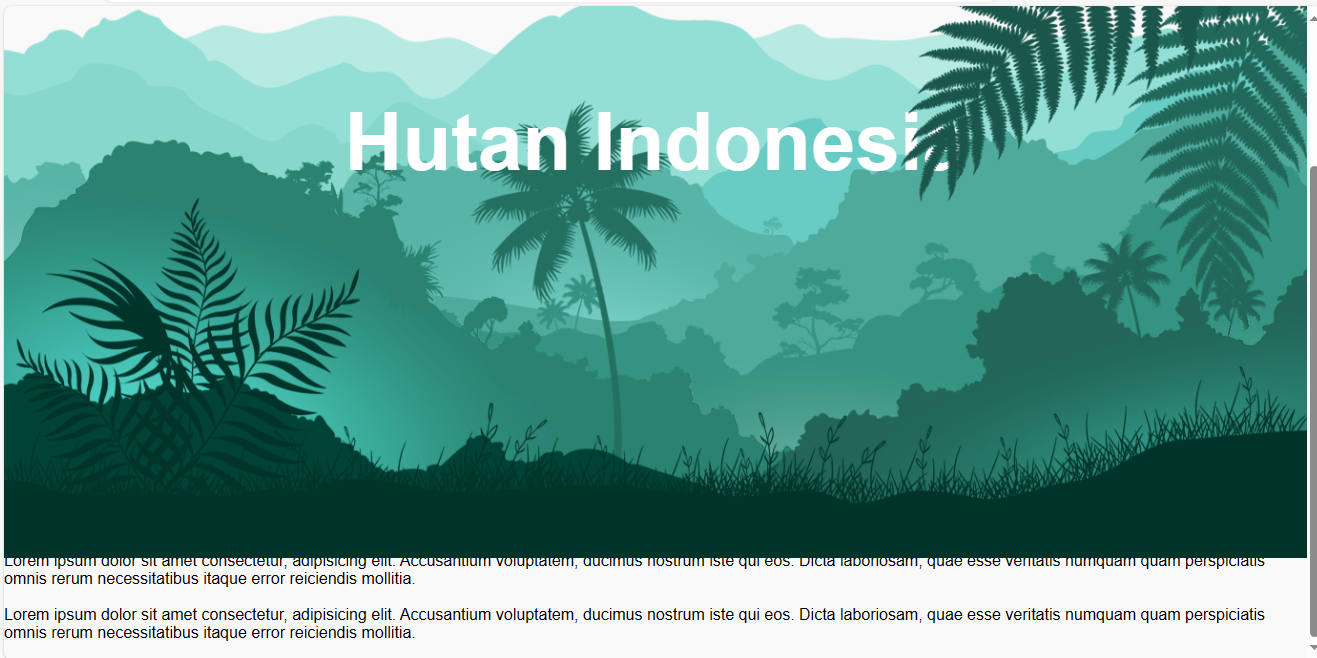 Hutan Indonesia
Lorem ipsum dolor sit amet consectetur, adipisicing elit. Accusantium voluptatem, ducimus nostrum iste qui eos. Dicta laboriosam, quae esse veritatis numquam quam perspiciatis
omnis rerum necessitatibus itaque error reiciendis mollitia.
Lorem ipsum dolor sit amet consectetur, adipisicing elit. Accusantium voluptatem, ducimus nostrum iste qui eos. Dicta laboriosam, quae esse veritatis numquam quam perspiciatis
omnis rerum necessitatibus itaque error reiciendis mollitia.